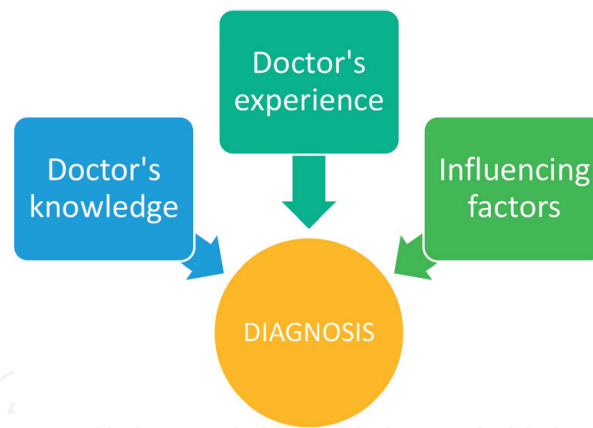 Doctor's
experience
Doctor's
knowledge
Influencing
factors
DIAGNOSIS